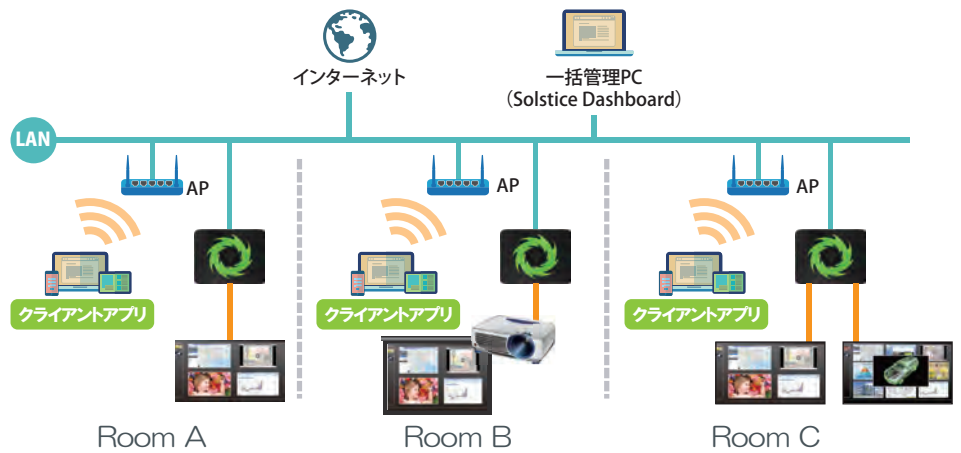 インターネット
一括管理PC
（Solstice Dashboard）
LAN
AP
AP
AP
クライアントアプリ
クライアントアプリ
クライアントアプリ
Room A
Room B
Room C